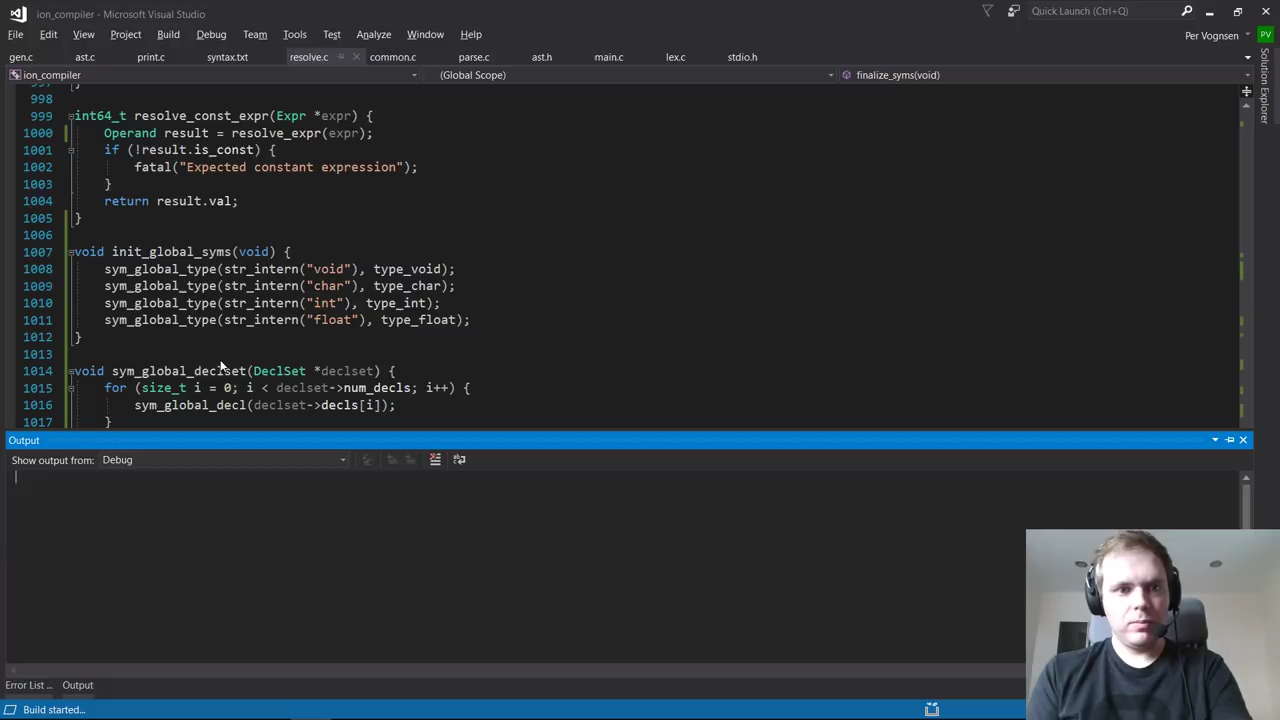 ion_compiler - Microsoft Visual Studio
Quick Launch (Ctrl+Q)
File Edit View Project Build Debug Team Tools Test Analyze Window Help
Per Vognsen PV
gen.c ast.c print.c syntax.txt resolve.c common.c parse.c ast.h main.c lex.c stdio.h
ion_compiler (Global Scope) finalize_syms(void)
Solution Explorer
998
999 int64_t resolve_const_expr(Expr *expr) {
1000 Operand result = resolve_expr(expr);
1001 if (!result.is_const) {
1002 fatal("Expected constant expression");
1003 }
1004 return result.val;
1005 }
1006
1007 void init_global_syms(void) {
1008 sym_global_type(str_intern("void"), type_void);
1009 sym_global_type(str_intern("char"), type_char);
1010 sym_global_type(str_intern("int"), type_int);
1011 sym_global_type(str_intern("float"), type_float);
1012 }
1013
1014 void sym_global_declset(DeclSet *declset) {
1015 for (size_t i = 0; i < declset->num_decls; i++) {
1016 sym_global_decl(declset->decls[i]);
1017 }
Output
Show output from: Debug
Error List ... Output
Build started...